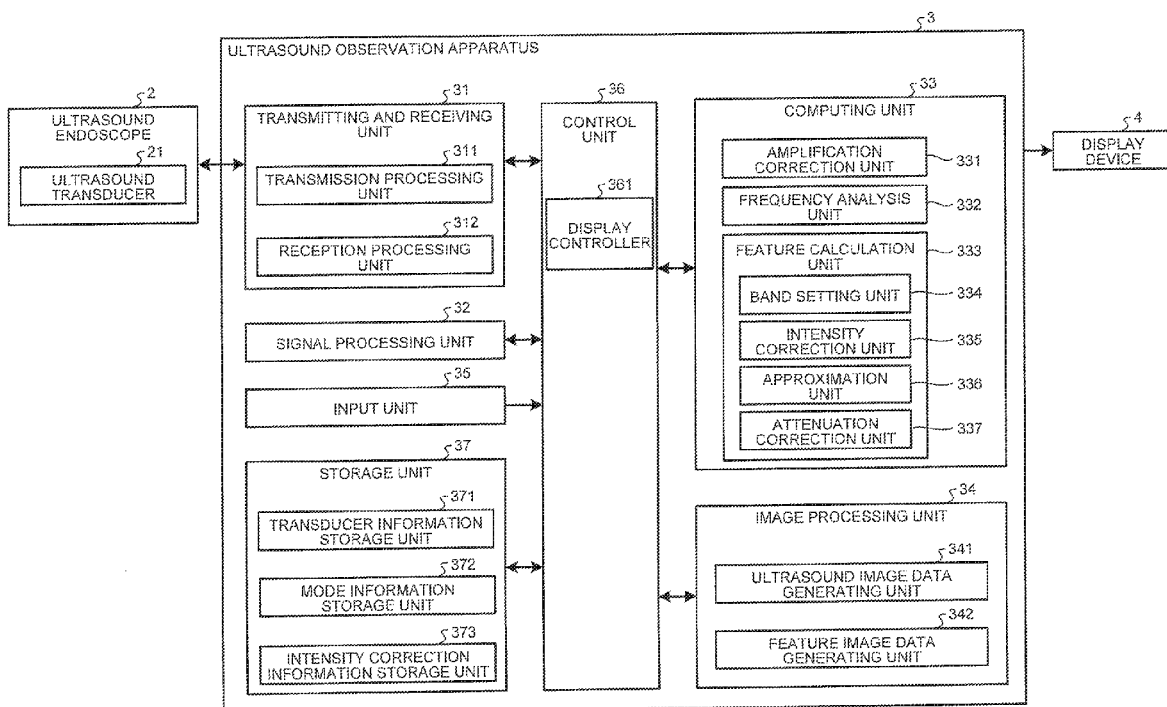 3
ULTRASOUND OBSERVATION APPARATUS
2
ULTRASOUND
ENDOSCOPE
21
ULTRASOUND
TRANSDUCER
31
TRANSMITTING AND RECEIVING
UNIT
311
TRANSMISSION PROCESSING
UNIT
312
RECEPTION PROCESSING
UNIT
32
SIGNAL PROCESSING UNIT
35
INPUT UNIT
37
STORAGE UNIT
371
TRANSDUCER INFORMATION
STORAGE UNIT
372
MODE INFORMATION
STORAGE UNIT
373
INTENSITY CORRECTION
INFORMATION STORAGE UNIT
36
CONTROL
UNIT
361
DISPLAY
CONTROLLER
33
COMPUTING UNIT
AMPLIFICATION
CORRECTION UNIT
331
FREQUENCY ANALYSIS
UNIT
332
FEATURE CALCULATION
UNIT
333
BAND SETTING UNIT
334
INTENSITY
CORRECTION UNIT
335
APPROXIMATION
UNIT
336
ATTENUATION
CORRECTION UNIT
337
34
IMAGE PROCESSING UNIT
341
ULTRASOUND IMAGE DATA
GENERATING UNIT
342
FEATURE IMAGE DATA
GENERATING UNIT
4
DISPLAY
DEVICE